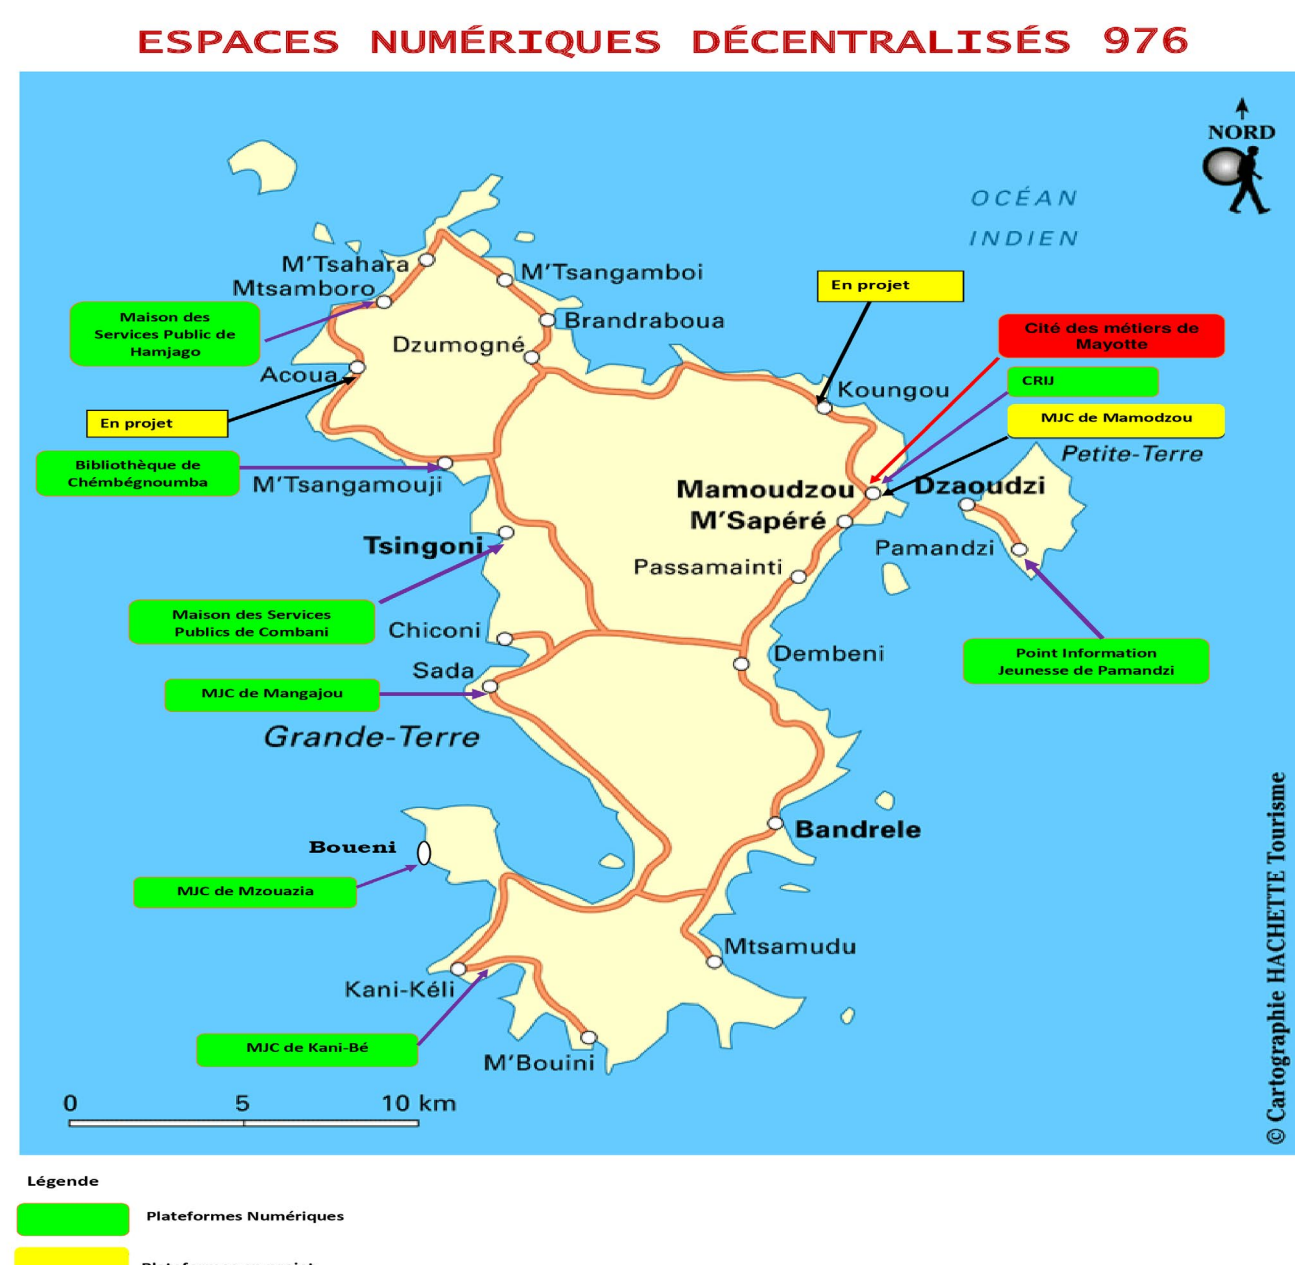 ESPACES NUMÉRIQUES DÉCENTRALISÉS 976
NORD
OCÉAN
INDIEN
M'Tsahara
M'Tsangamboi
Mtsamboro
En projet
Maison des
Services Public de
Hamjago
Brandraboua
Cité des métiers de
Mayotte
Dzumogné
Acoua
CRIJ
Koungou
En projet
MJC de Mamodzou
Petite-Terre
Bibliothèque de
Chémbégnoumba
M'Tsangamouji
Mamoudzou
Dzaoudzi
M'Sapéré
Tsingoni
Pamandzi
Passamainti
Maison des Services
Publics de Combani
Chiconi
Dembeni
Point Information
Jeunesse de Pamandzi
Sada
MJC de Mangajou
Grande-Terre
Bandrele
Boueni
MJC de Mzouazia
Mtsamudu
Kani-Kéli
MJC de Kani-Bé
M'Bouini
0 5 10 km
© Cartographie HACHETTE Tourisme
Légende
Plateformes Numériques